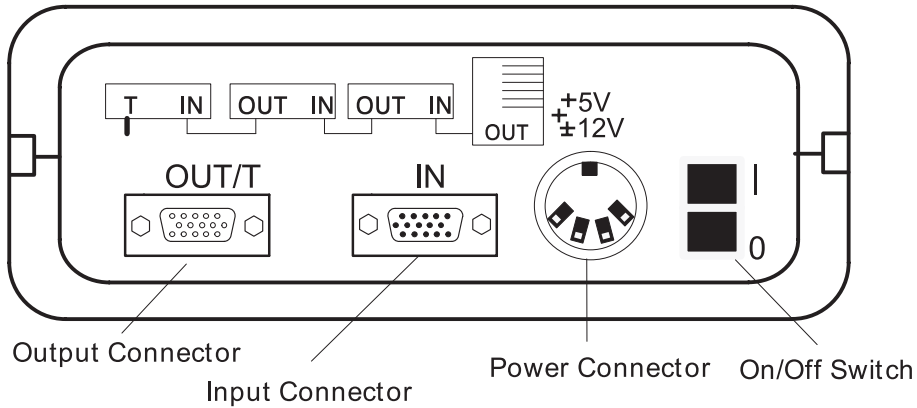 T IN OUT IN OUT IN OUT
+5V
+
±12V
OUT/T IN
I
0
Output Connector
Input Connector
Power Connector
On/Off Switch